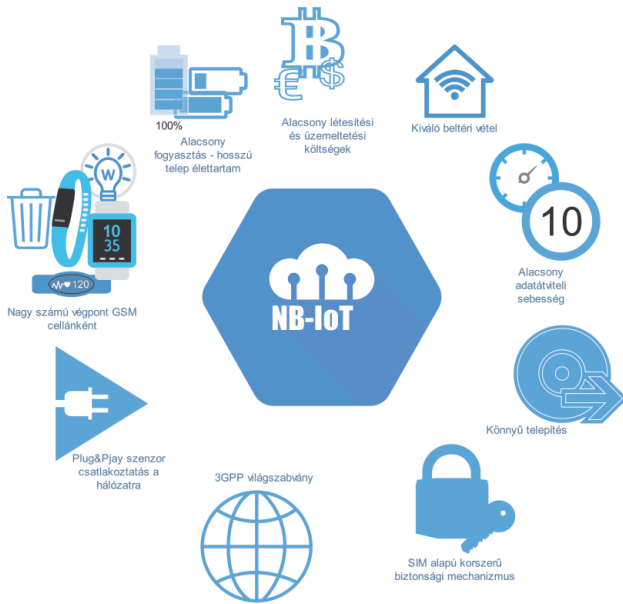 100%
Alacsony
fogyasztás - hosszú
telep élettartam
Alacsony létesítési
és üzemeltetési
költségek
Kiváló beltéri vétel
10
Alacsony
adatátviteli
sebesség
Könnyű telepítés
SIM alapú korszerű
biztonsági mechanizmus
3GPP világszabvány
Plug&Pjay szenzor
csatlakoztatás a
hálózatra
W
10
35
120
Nagy számú végpont GSM
cellánként
NB-IoT